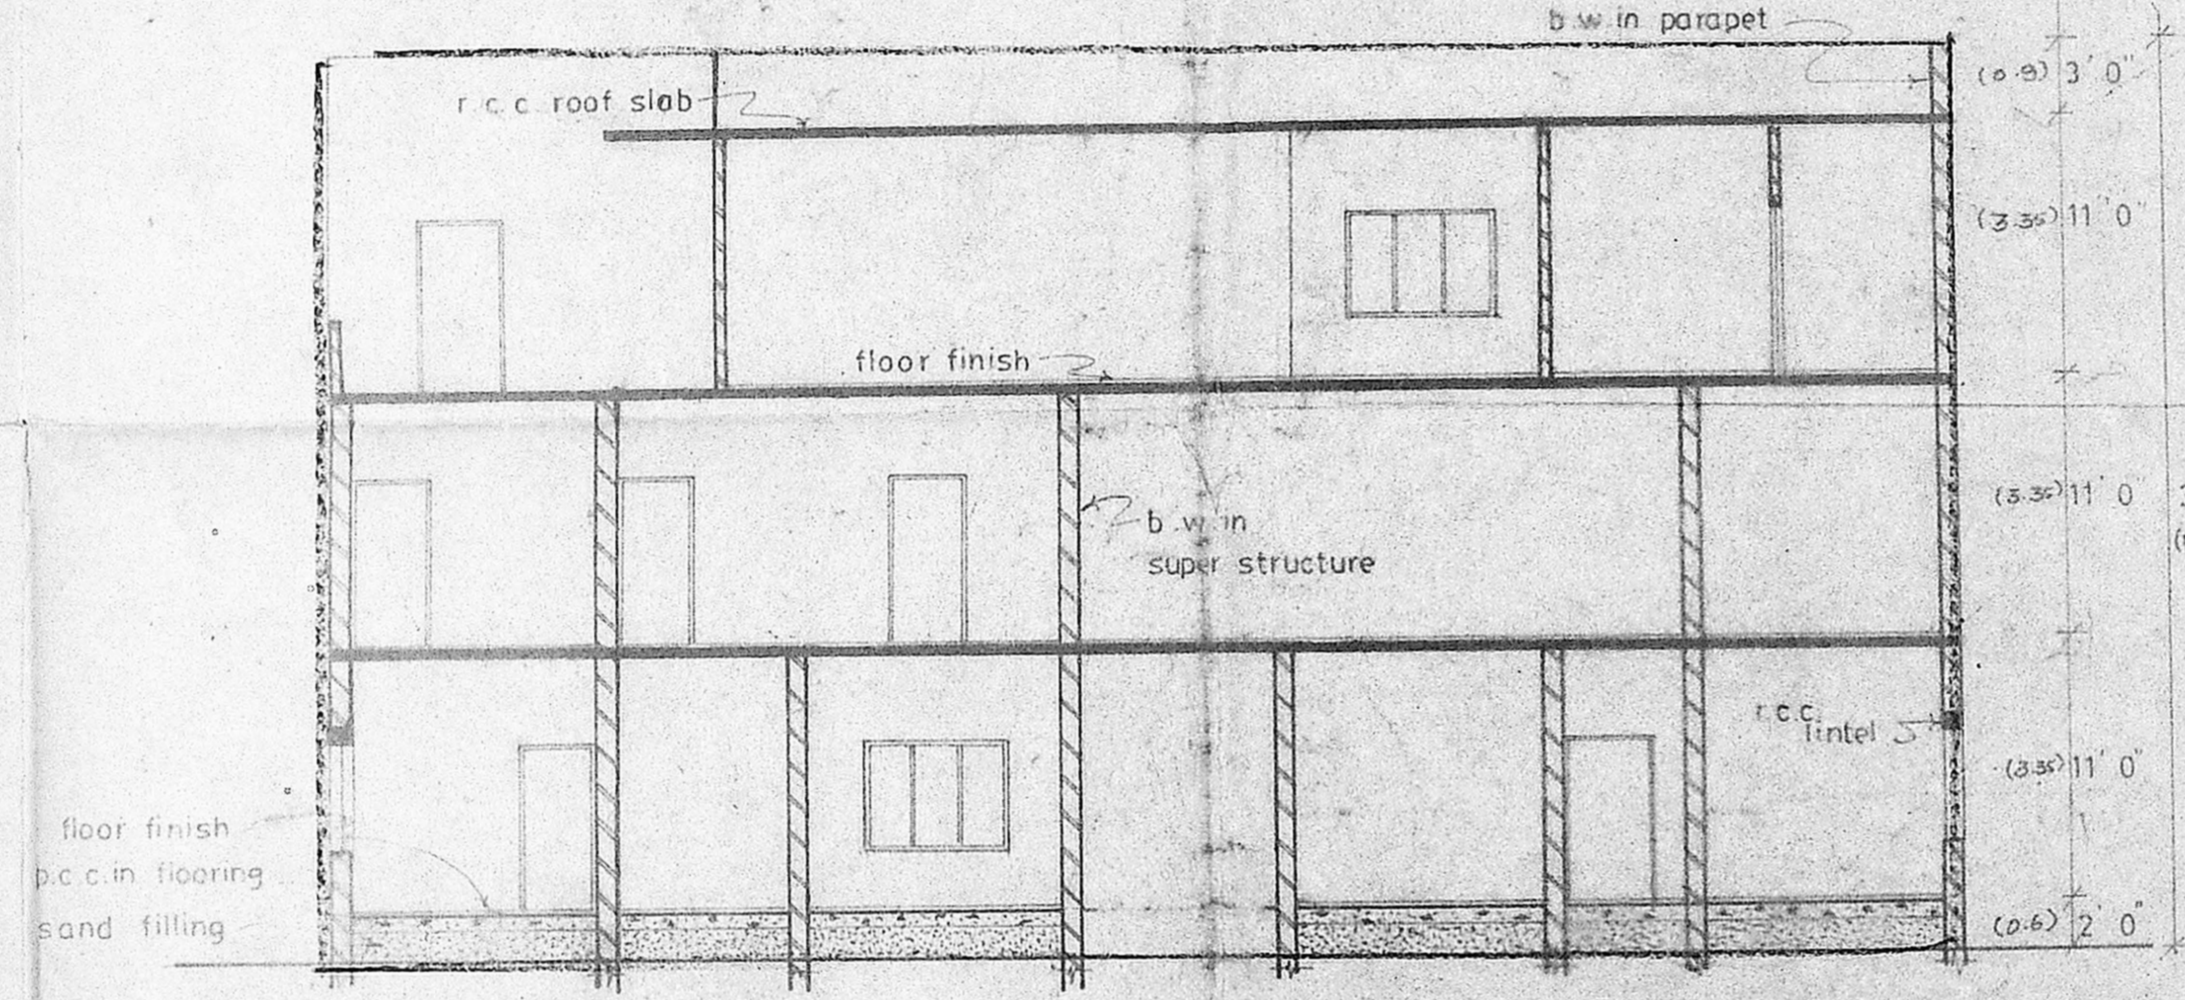 b.w.in parapet
(0.9) 3' 0"
r.c.c. roof slab
(3.35) 11' 0"
floor finish
(3.35) 11' 0"
b.w.in
super structure
r.c.c.
lintel
(3.35) 11' 0"
floor finish
p.c.c.in flooring
sand filling
(0.6) 2' 0"